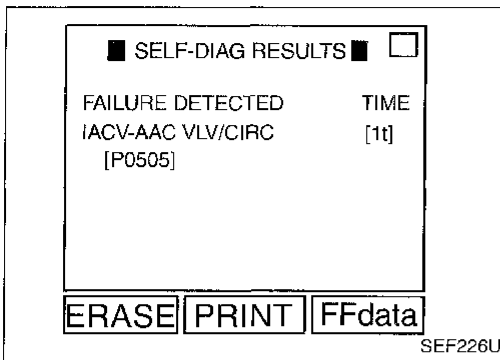 SELF-DIAG RESULTS
FAILURE DETECTED TIME
IACV-AAC VLV/CIRC [1t]
[P0505]
ERASE PRINT FFdata
SEF226U